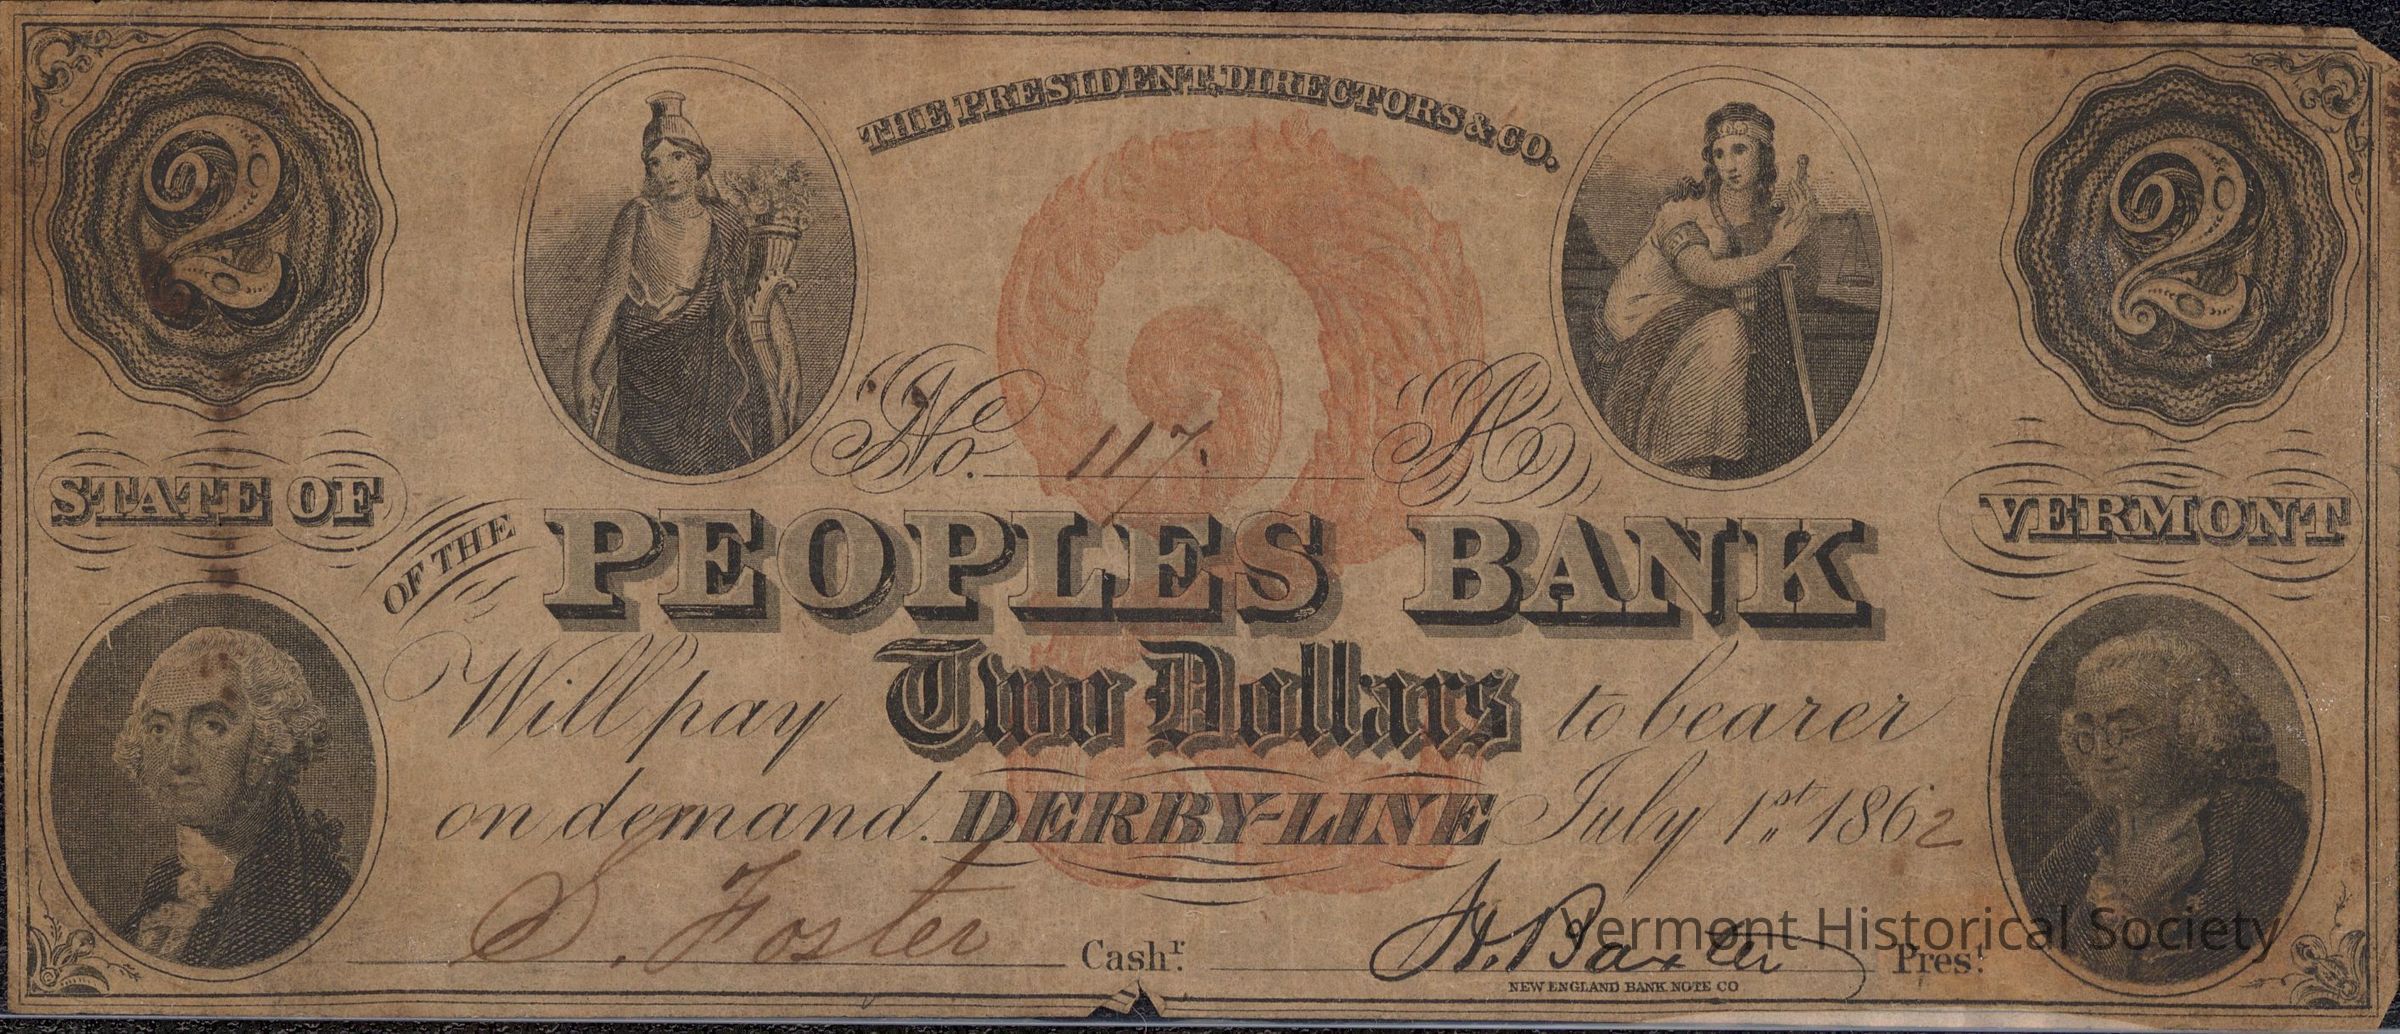 THE PRESIDENT, DIRECTORS & CO.
2
2
No. 117. A
STATE OF
VERMONT
OF THE PEOPLES BANK
Will pay Two Dollars to bearer
on demand. DERBY-LINE July 1st 1862
S. Foster Cashr. H. Baxter Prest.
NEW ENGLAND BANK NOTE CO
Vermont Historical Society